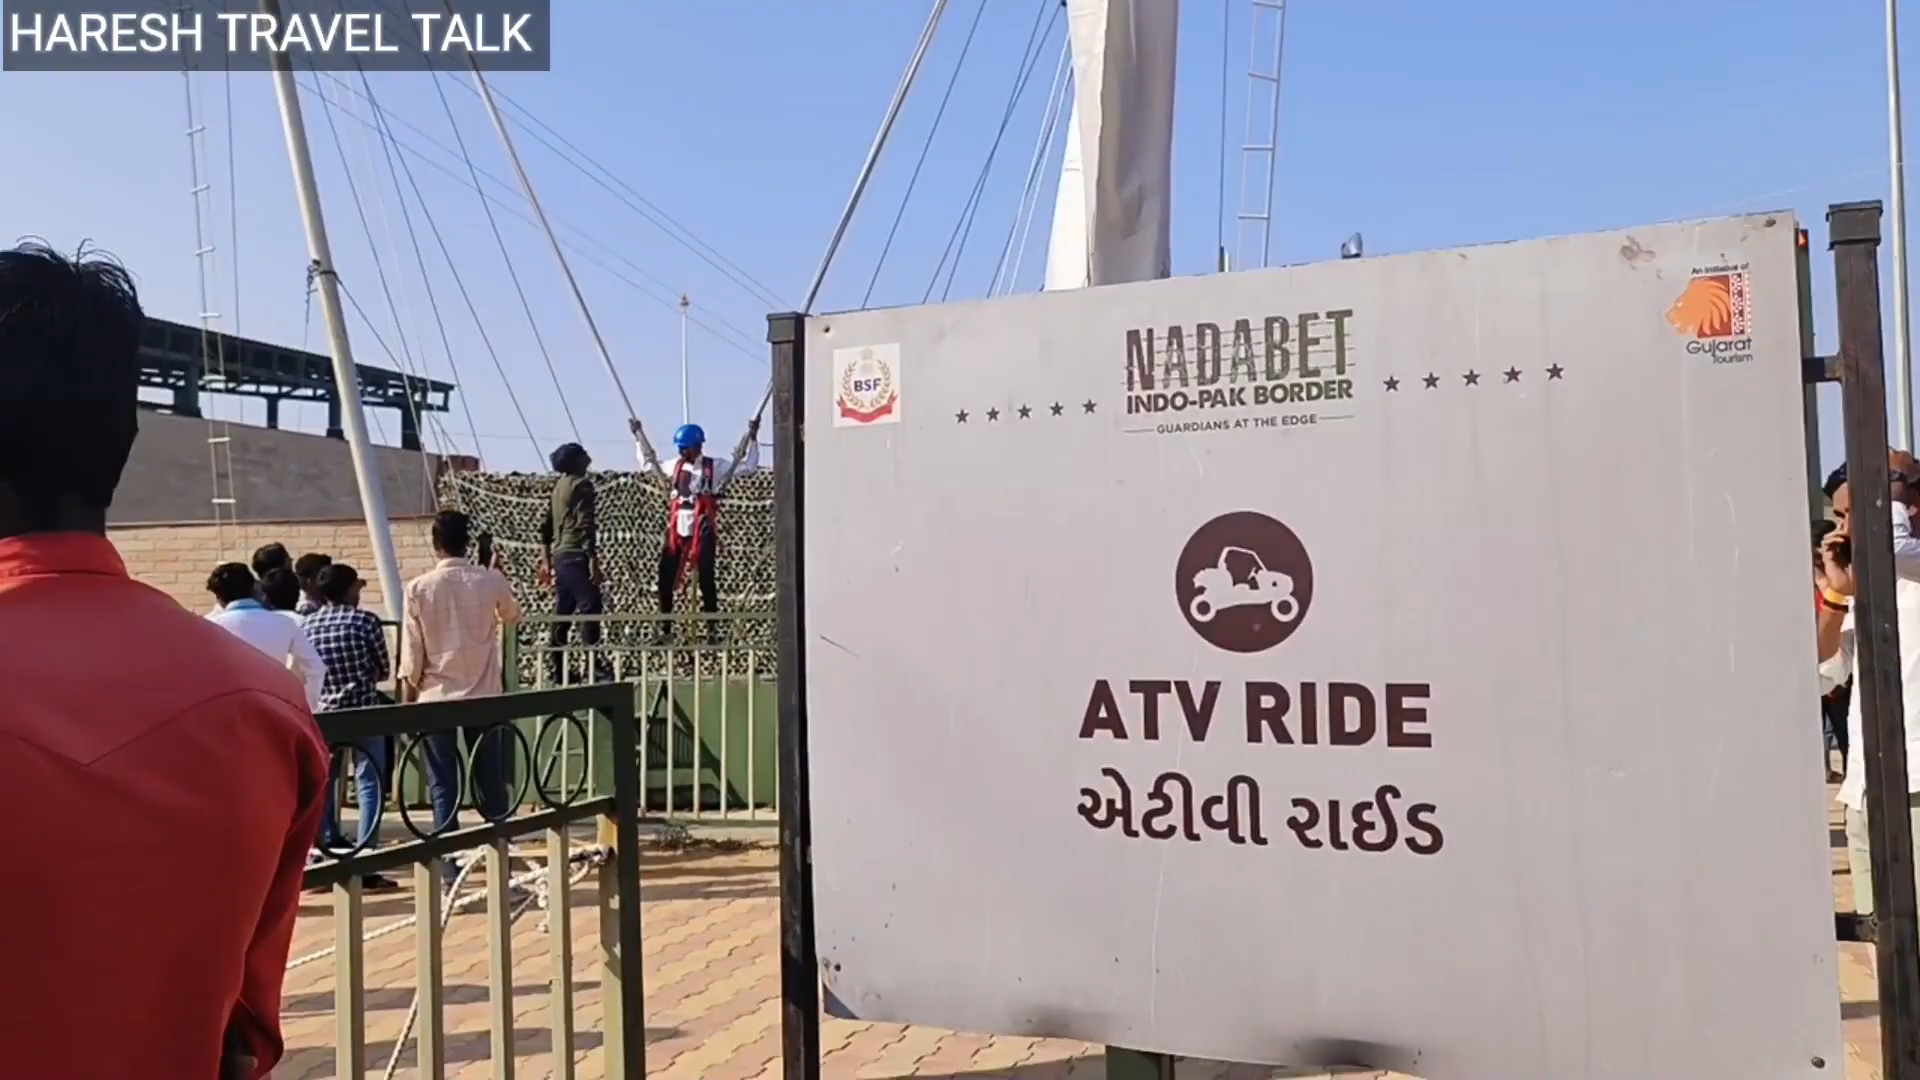 HARESH TRAVEL TALK
An initiative of
Gujarat
Tourism
BSF
NADABET
INDO-PAK BORDER
GUARDIANS AT THE EDGE
ATV RIDE
એટીવી રાઈડ